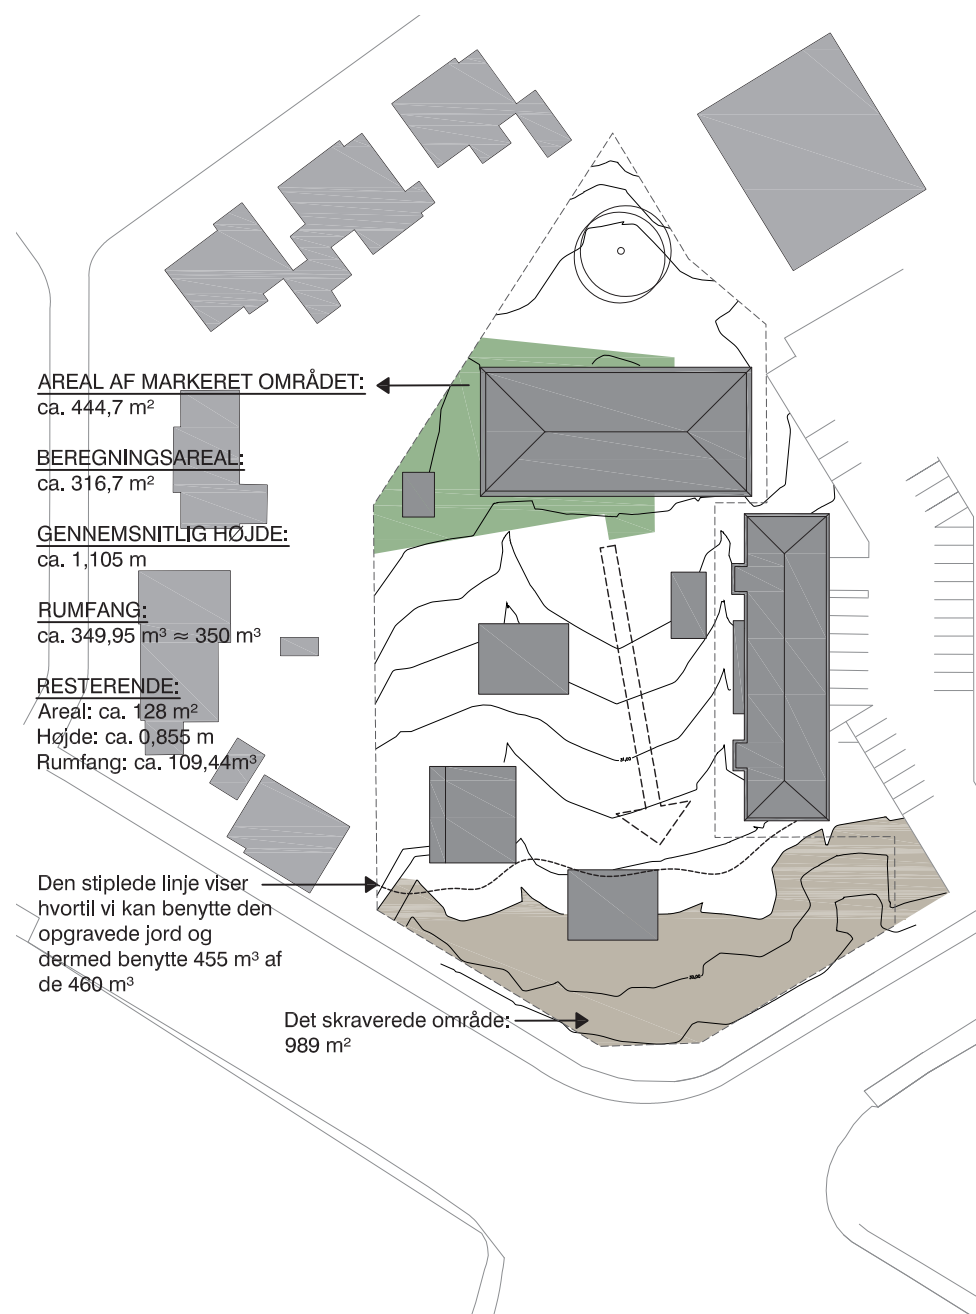 AREAL AF MARKERET OMRÅDET:
ca. 444,7 m²
BEREGNINGSAREAL:
ca. 316,7 m²
GENNEMSNITLIG HØJDE:
ca. 1,105 m
RUMFANG:
ca. 349,95 m³ ≈ 350 m³
RESTERENDE:
Areal: ca. 128 m²
Højde: ca. 0,855 m
Rumfang: ca. 109,44m³
Den stiplede linje viser
hvortil vi kan benytte den
opgravede jord og
dermed benytte 455 m³ af
de 460 m³
Det skraverede område:
989 m²